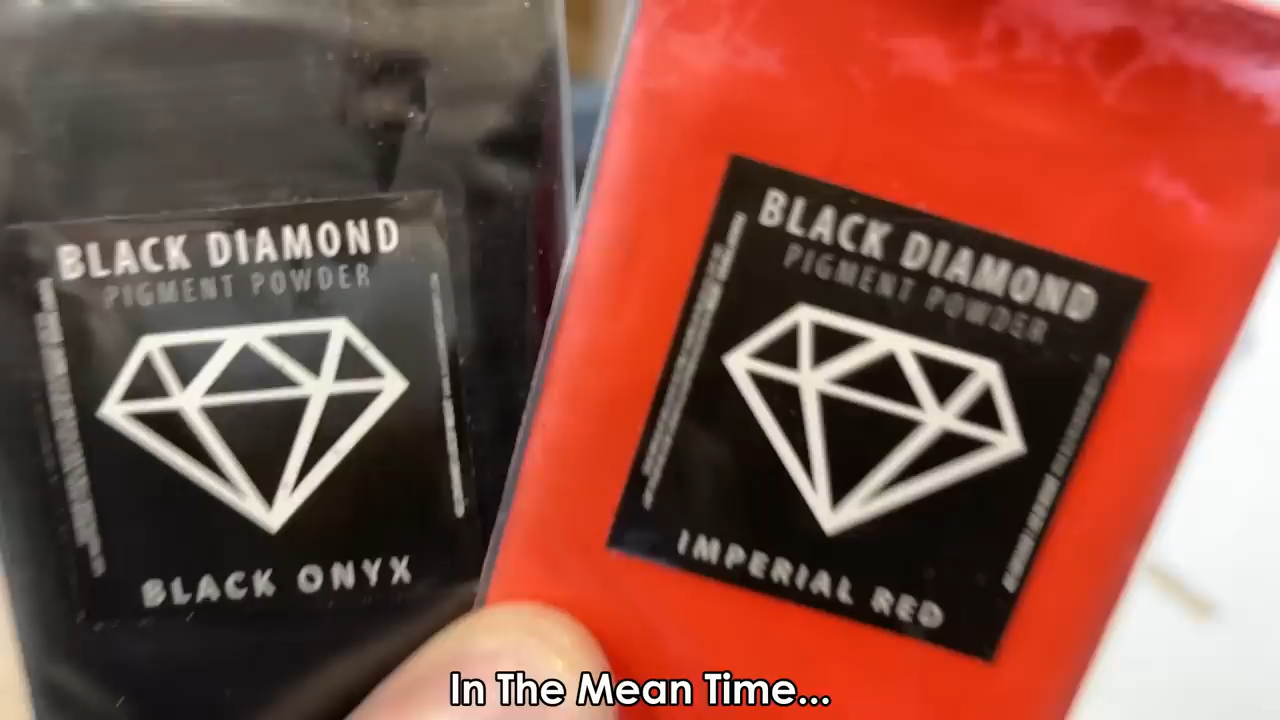 BLACK DIAMOND
PIGMENT POWDER
BLACK ONYX
BLACK DIAMOND
PIGMENT POWDER
IMPERIAL RED
In The Mean Time...